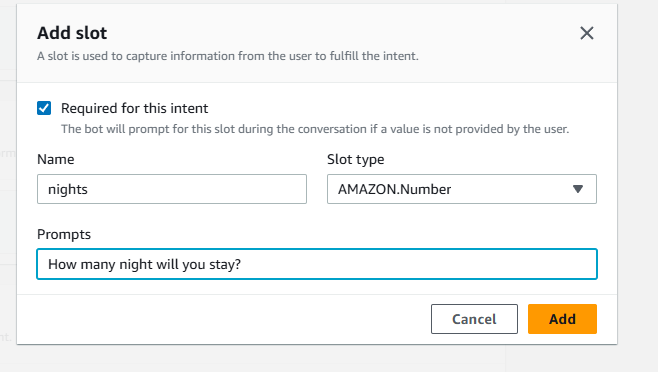 Add slot
A slot is used to capture information from the user to fulfill the intent.
Required for this intent
The bot will prompt for this slot during the conversation if a value is not provided by the user.
Name
Slot type
nights
AMAZON.Number
Prompts
How many night will you stay?
Cancel
Add